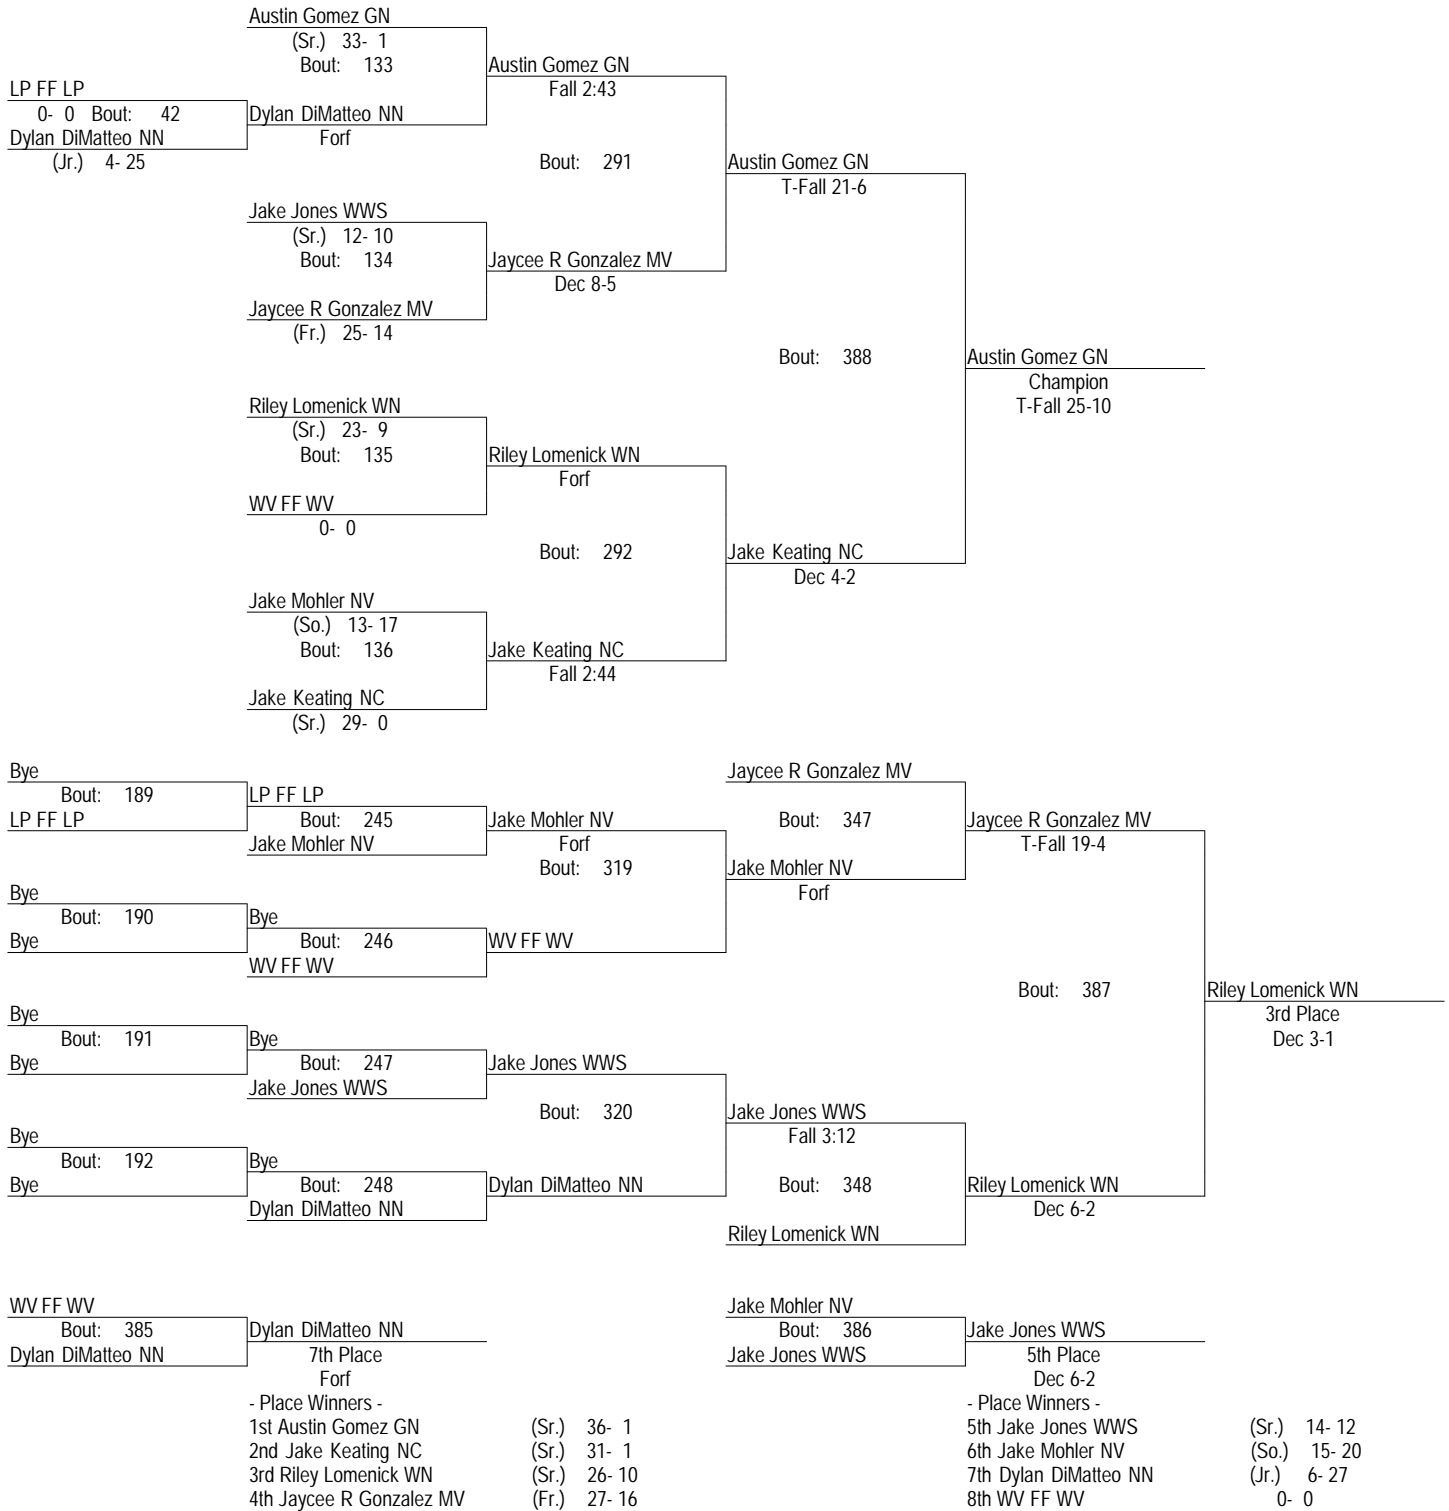 Austin Gomez GN
(Sr.) 33- 1
Bout: 133
Austin Gomez GN
Fall 2:43
LP FF LP
0- 0 Bout: 42
Dylan DiMatteo NN
Forf
Dylan DiMatteo NN
(Jr.) 4- 25
Bout: 291
Austin Gomez GN
T-Fall 21-6
Jake Jones WWS
(Sr.) 12- 10
Bout: 134
Jaycee R Gonzalez MV
Dec 8-5
Jaycee R Gonzalez MV
(Fr.) 25- 14
Bout: 388
Austin Gomez GN
Champion
T-Fall 25-10
Riley Lomenick WN
(Sr.) 23- 9
Bout: 135
Riley Lomenick WN
Forf
WV FF WV
0- 0
Bout: 292
Jake Keating NC
Dec 4-2
Jake Mohler NV
(So.) 13- 17
Bout: 136
Jake Keating NC
Fall 2:44
Jake Keating NC
(Sr.) 29- 0
Bye
Bout: 189
LP FF LP
LP FF LP
Bout: 245
Jake Mohler NV
Jake Mohler NV
Forf
Bout: 319
Jaycee R Gonzalez MV
Bout: 347
Jaycee R Gonzalez MV
T-Fall 19-4
Jake Mohler NV
Forf
Bye
Bout: 190
Bye
Bye
Bout: 246
WV FF WV
WV FF WV
Bout: 387
Riley Lomenick WN
3rd Place
Dec 3-1
Bye
Bout: 191
Bye
Bye
Bout: 247
Jake Jones WWS
Jake Jones WWS
Bout: 320
Jake Jones WWS
Fall 3:12
Bye
Bout: 192
Bye
Bye
Bout: 248
Dylan DiMatteo NN
Dylan DiMatteo NN
Bout: 348
Riley Lomenick WN
Dec 6-2
Riley Lomenick WN
WV FF WV
Bout: 385
Dylan DiMatteo NN
Dylan DiMatteo NN
7th Place
Forf
Jake Mohler NV
Bout: 386
Jake Jones WWS
Jake Jones WWS
5th Place
Dec 6-2
- Place Winners -
1st Austin Gomez GN (Sr.) 36- 1
2nd Jake Keating NC (Sr.) 31- 1
3rd Riley Lomenick WN (Sr.) 26- 10
4th Jaycee R Gonzalez MV (Fr.) 27- 16
- Place Winners -
5th Jake Jones WWS (Sr.) 14- 12
6th Jake Mohler NV (So.) 15- 20
7th Dylan DiMatteo NN (Jr.) 6- 27
8th WV FF WV 0- 0